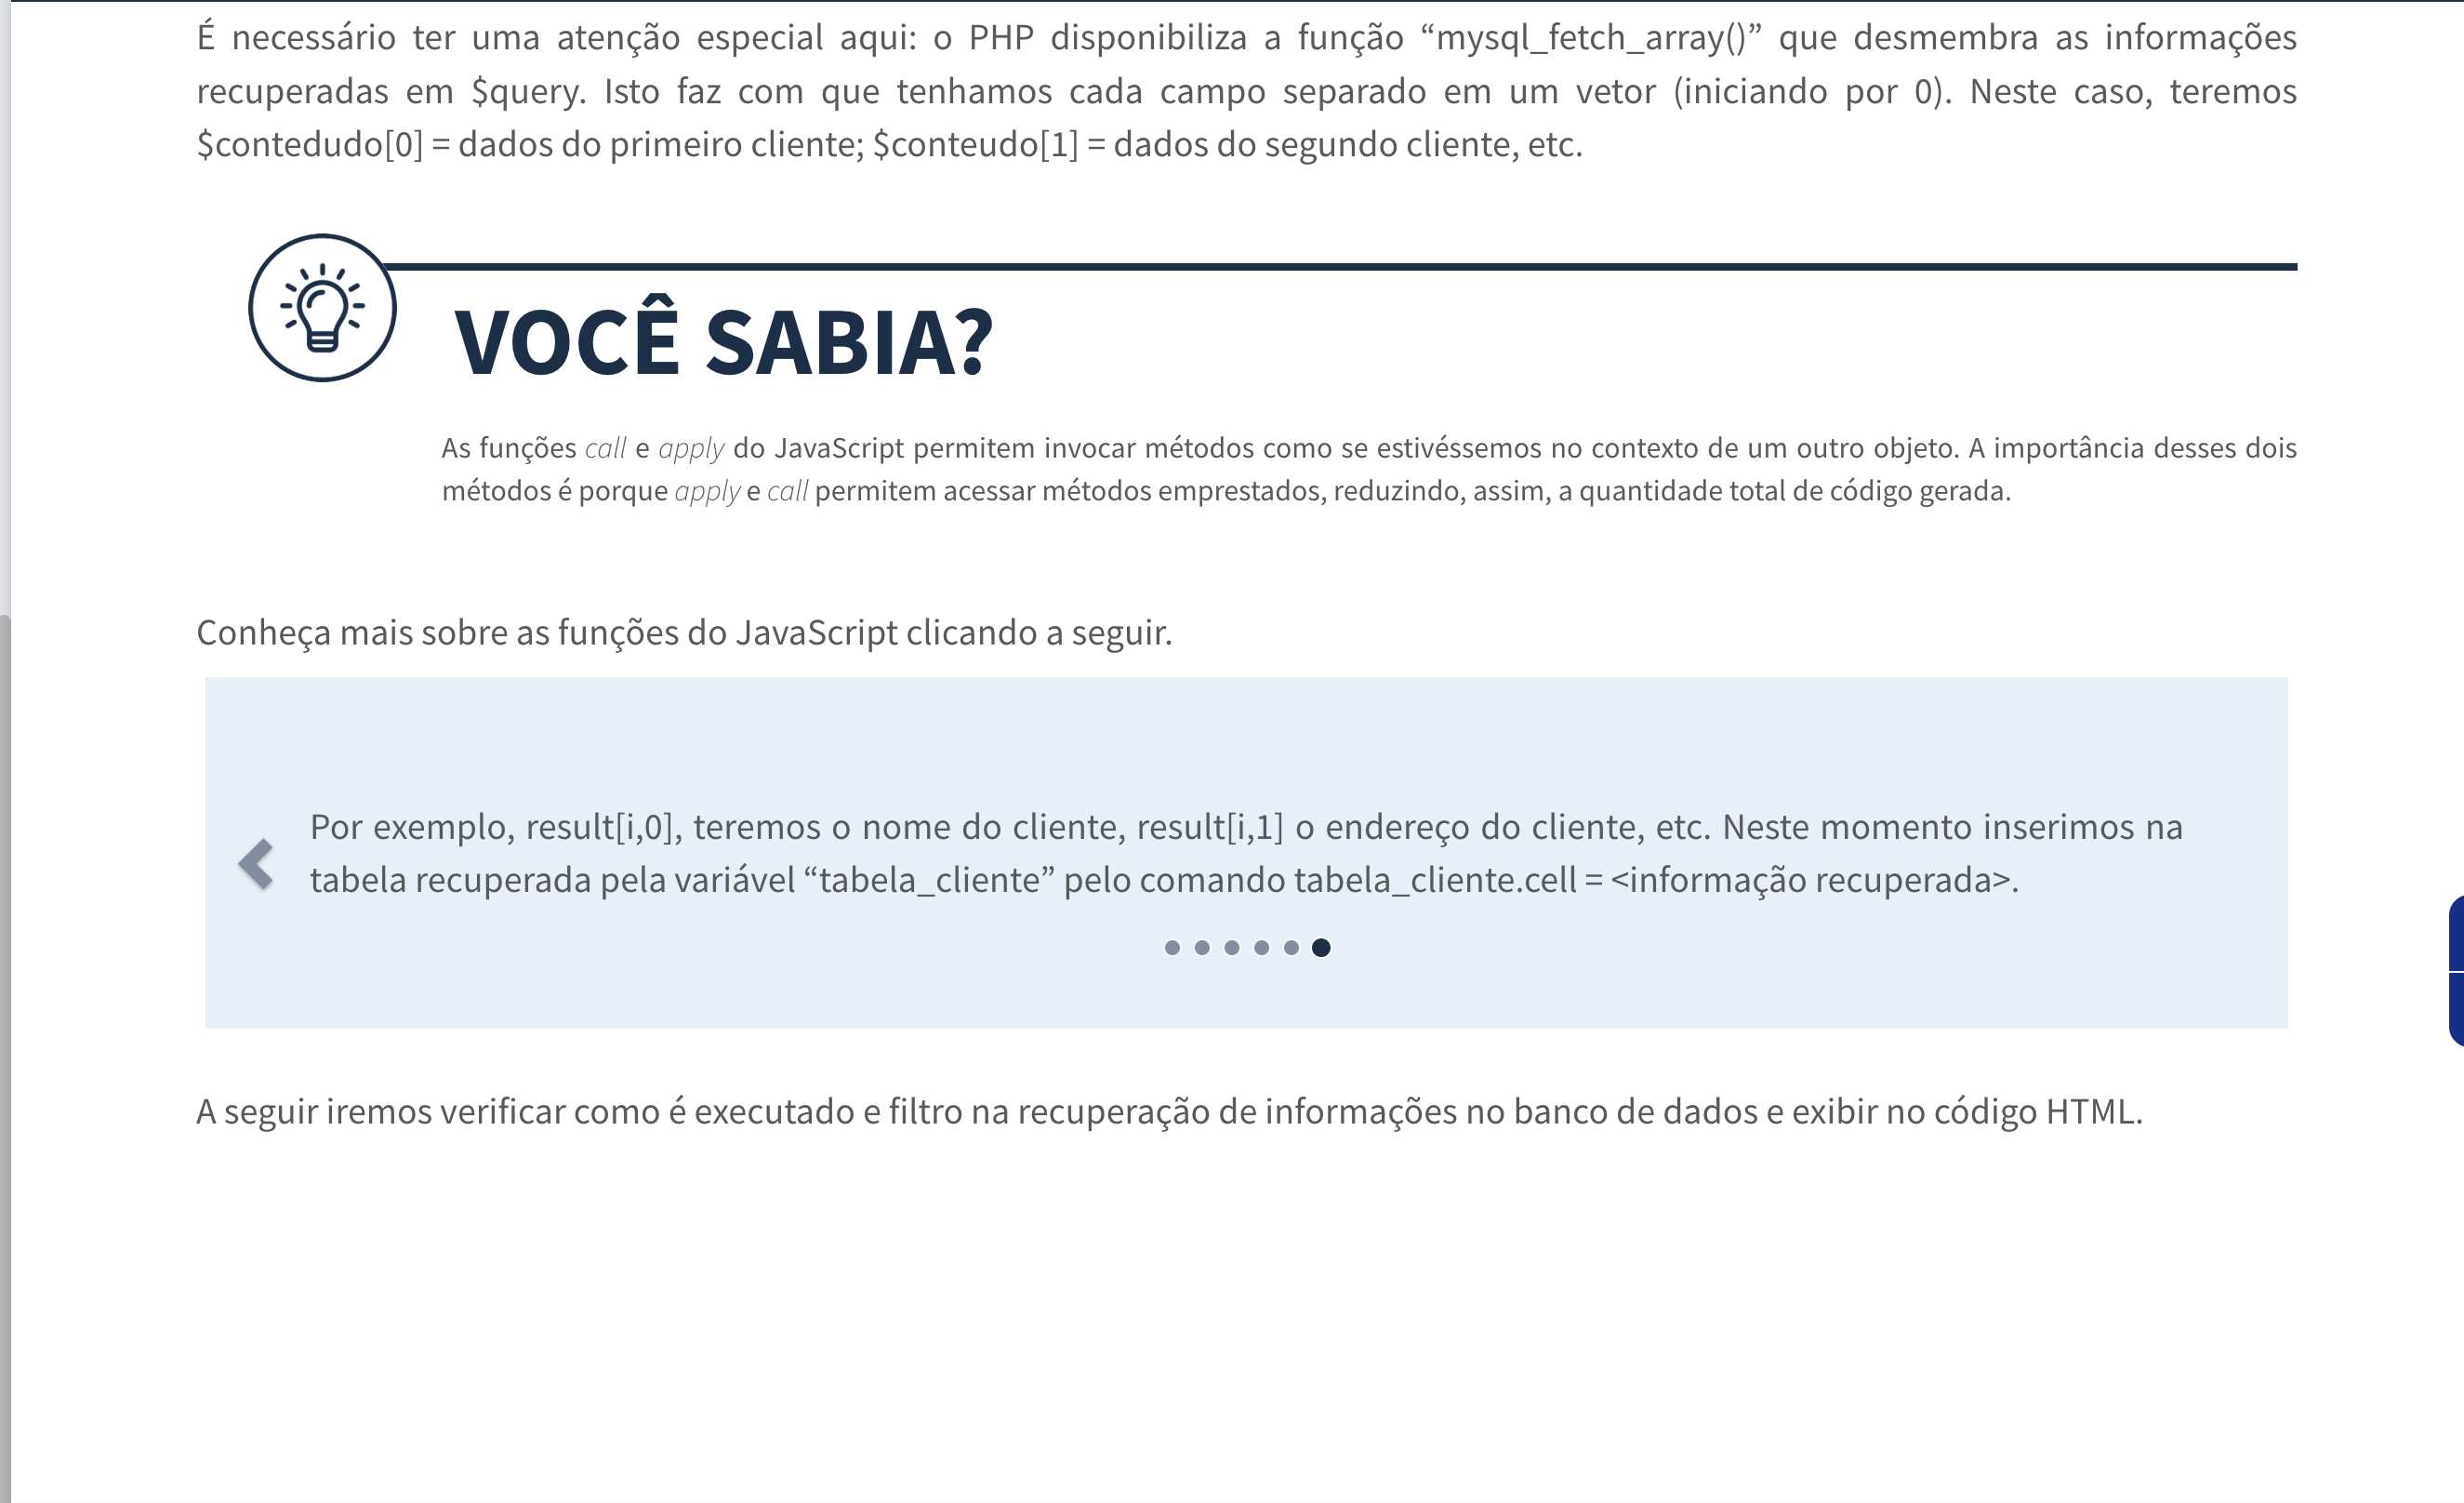 É necessário ter uma atenção especial aqui: o PHP disponibiliza a função “mysql_fetch_array()” que desmembra as informações
recuperadas em $query. Isto faz com que tenhamos cada campo separado em um vetor (iniciando por 0). Neste caso, teremos
$contedudo[0] = dados do primeiro cliente; $conteudo[1] = dados do segundo cliente, etc.
VOCÊ SABIA?
As funções call e apply do JavaScript permitem invocar métodos como se estivéssemos no contexto de um outro objeto. A importância desses dois
métodos é porque apply e call permitem acessar métodos emprestados, reduzindo, assim, a quantidade total de código gerada.
Conheça mais sobre as funções do JavaScript clicando a seguir.
Por exemplo, result[i,0], teremos o nome do cliente, result[i,1] o endereço do cliente, etc. Neste momento inserimos na
tabela recuperada pela variável “tabela_cliente” pelo comando tabela_cliente.cell = <informação recuperada>.
A seguir iremos verificar como é executado e filtro na recuperação de informações no banco de dados e exibir no código HTML.